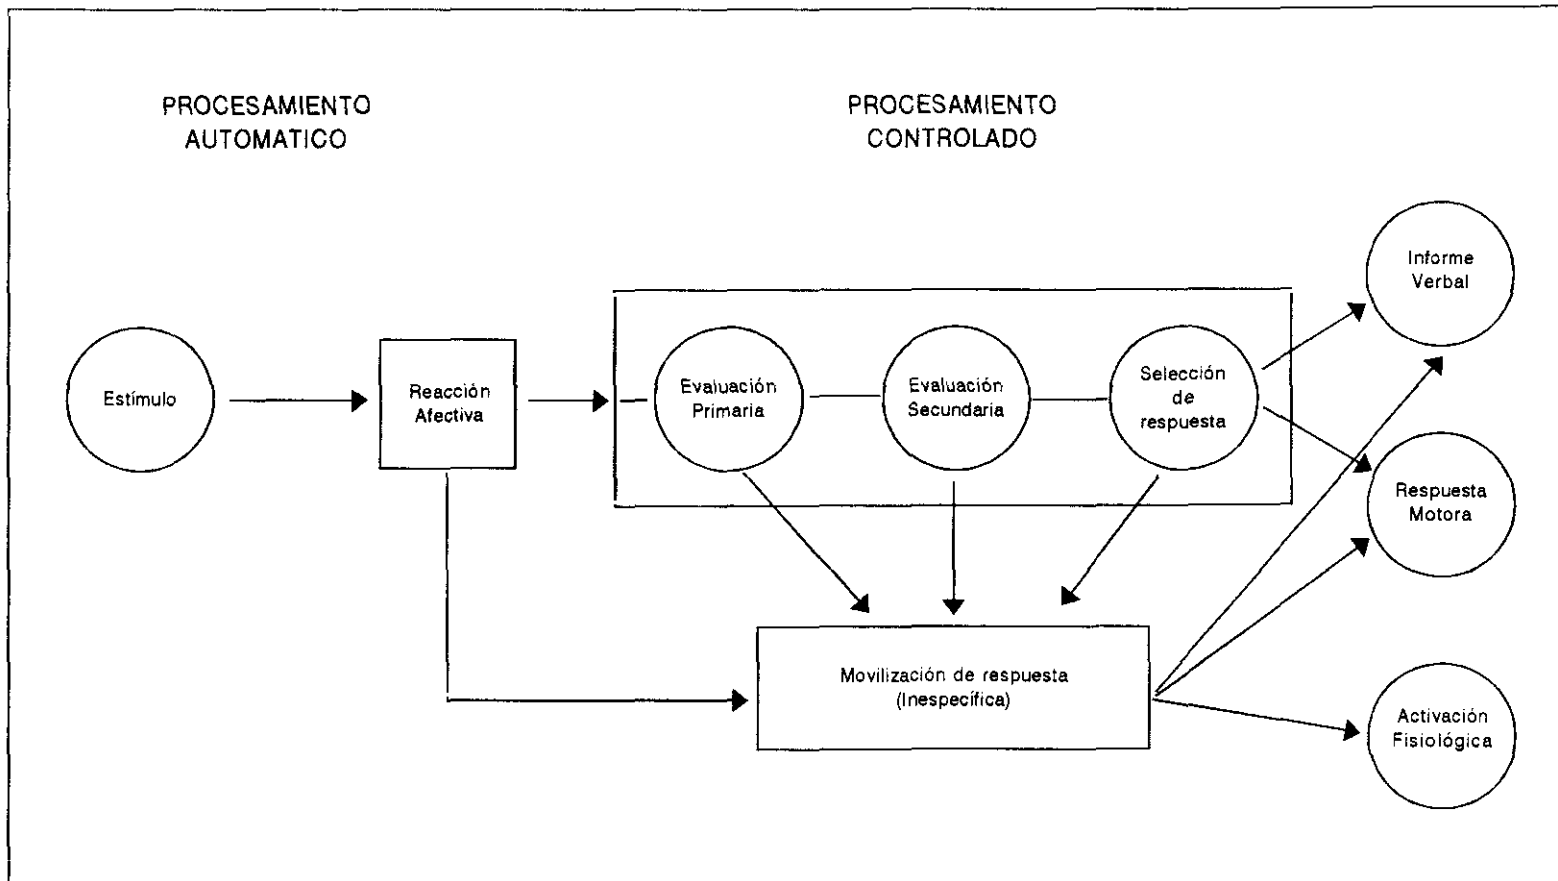 PROCESAMIENTO
AUTOMATICO
PROCESAMIENTO
CONTROLADO
Estímulo
Reacción
Afectiva
Evaluación
Primaria
Evaluación
Secundaria
Selección
de
respuesta
Informe
Verbal
Respuesta
Motora
Movilización de respuesta
(Inespecífica)
Activación
Fisiológica